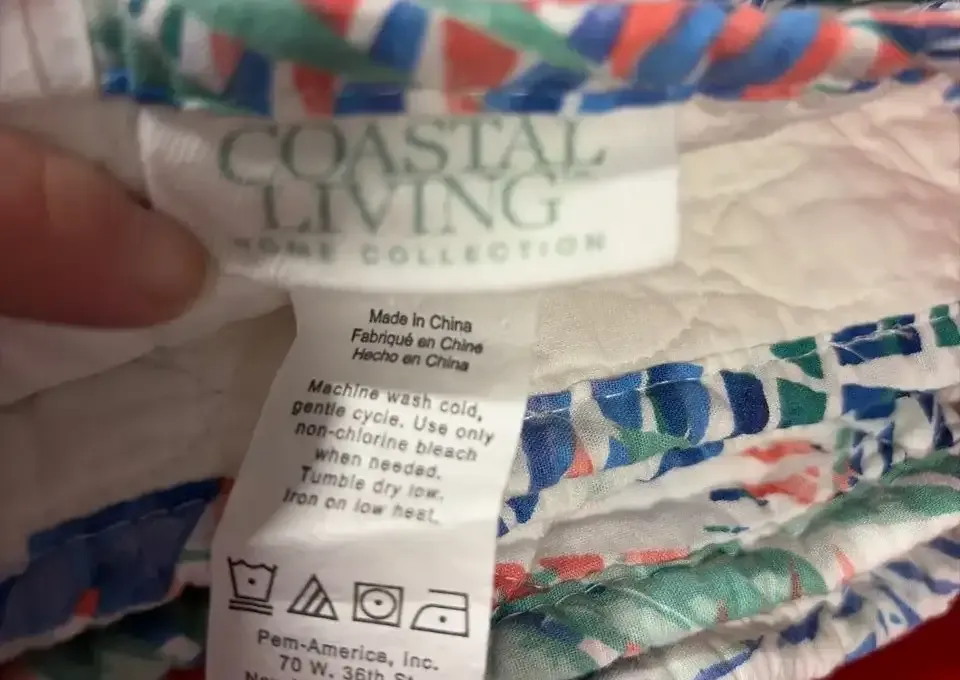 COASTAL
LIVING™
HOME COLLECTION
Made in China
Fabriqué en Chine
Hecho en China
Machine wash cold,
gentle cycle. Use only
non-chlorine bleach
when needed.
Tumble dry low.
Iron on low heat.
Pem-America, Inc.
70 W. 36th St